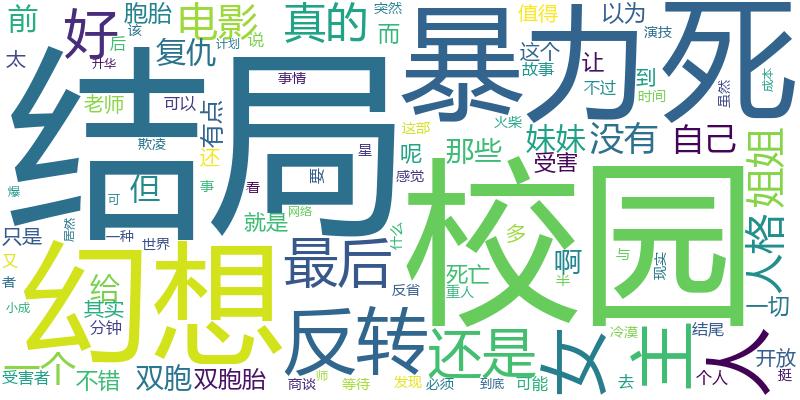 前
太
好
胞胎
电影
复仇
真的
而
突然
该
后
计划
说
升华
值得
以为
演技
这个
故事
让
到
不过
时间
虽然
成本
暴力
死
结局
老师
可以
有点
事情
欺凌
还
这部
星
呢
感觉
那些
火柴
妹妹
没有
自己
受害
姐姐
爆
但
可
事
看
要
校园
只是
又
者
居然
一种
世界
就是
网络
什么
多
啊
与
现实
人格
一切
幻想
给
其实
分钟
最后
反省
死亡
重人
半
小成
一个
受害者
不错
双胞
双胞胎
反转
商谈
师
等待
发现
还是
必须
到底
可能
女
主
冷漠
去
个人
人
结尾
开放
挺